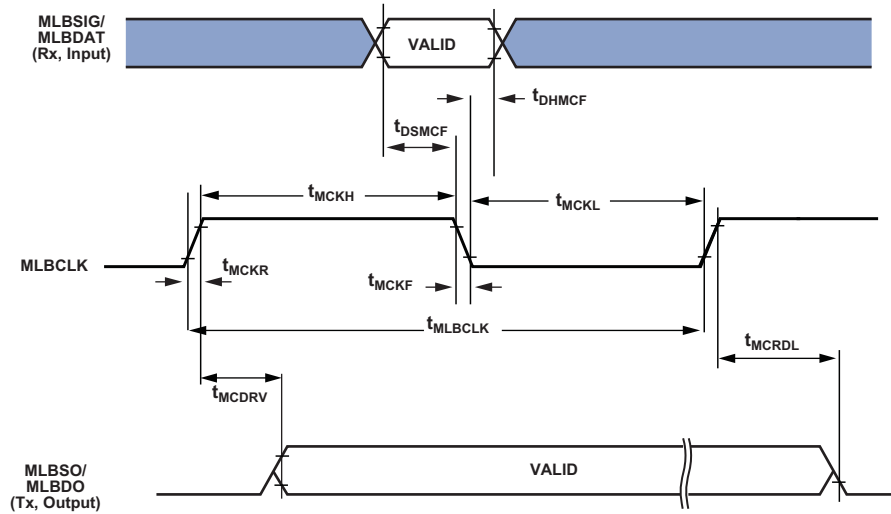 MLBSIG/
MLBDAT
(Rx, Input)
VALID
tDHMCF
tDSMCF
tMCKH
tMCKL
MLBCLK
tMCKR
tMCKF
tMLBCLK
tMCRDL
tMCDRV
MLBSO/
MLBDO
(Tx, Output)
VALID